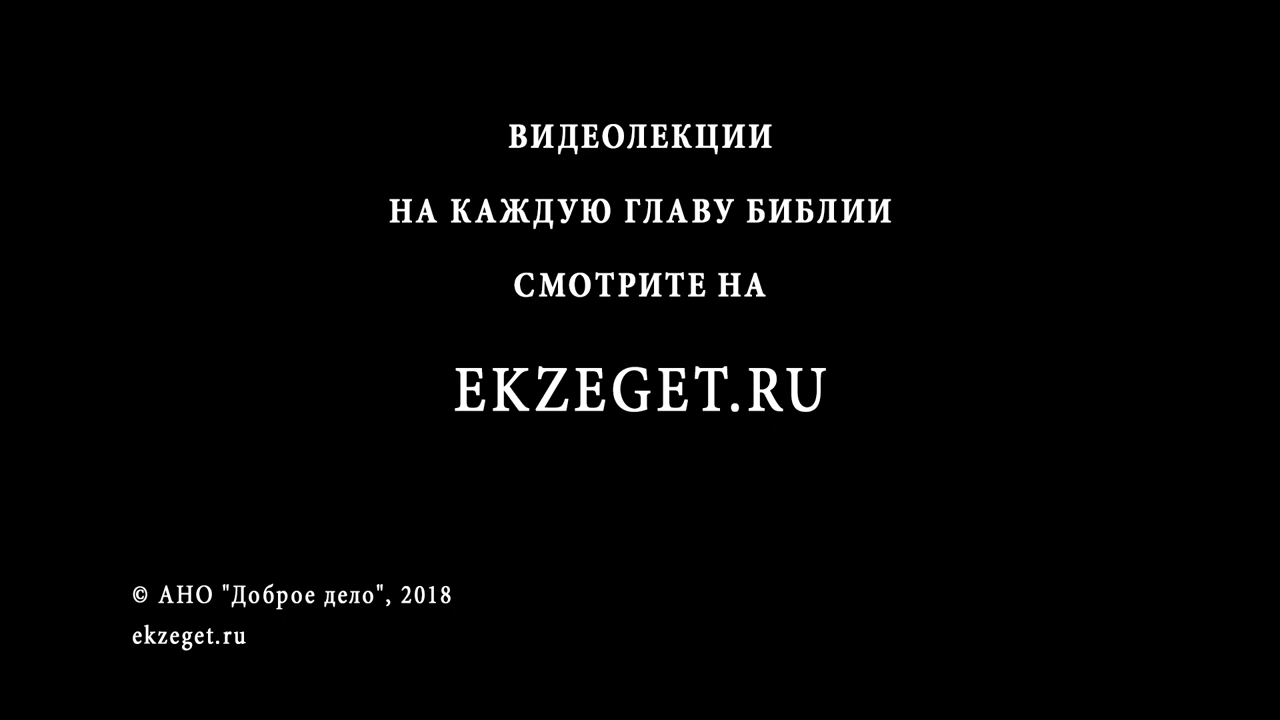 ВИДЕОЛЕКЦИИ
НА КАЖДУЮ ГЛАВУ БИБЛИИ
СМОТРИТЕ НА
EKZEGET.RU
© АНО "Доброе дело", 2018
ekzeget.ru